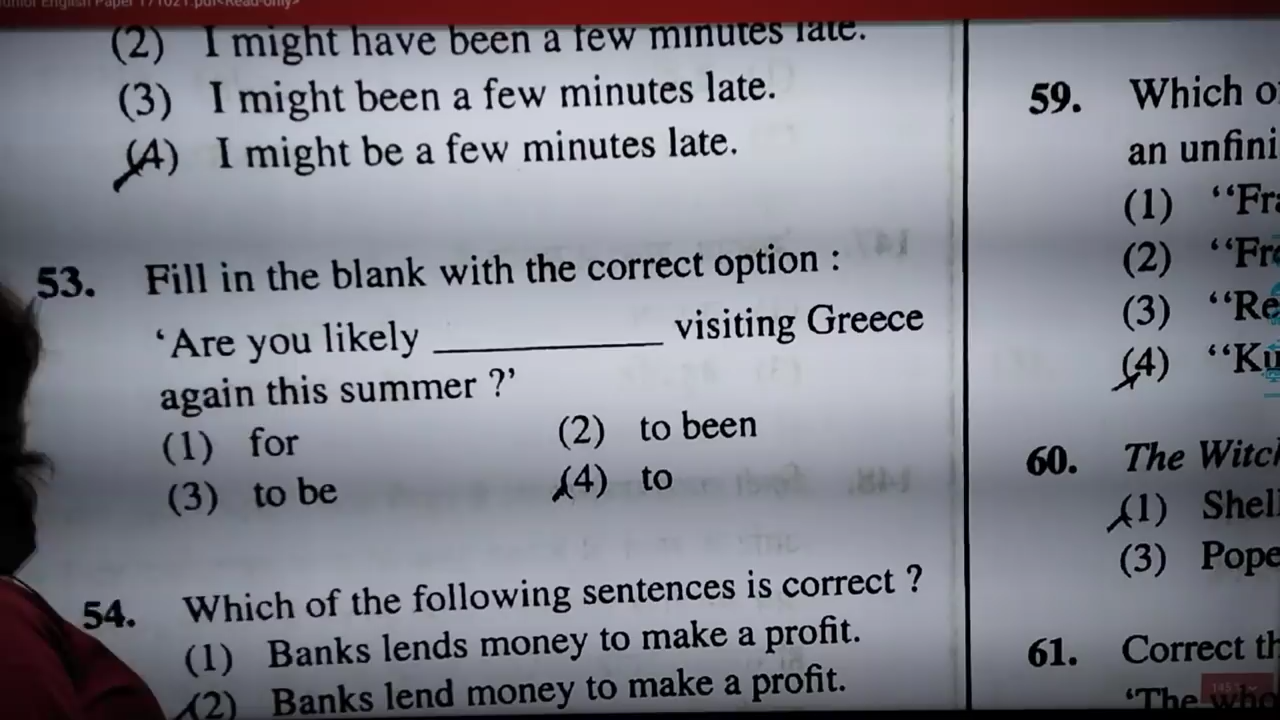 (2) I might have been a few minutes late.
(3) I might been a few minutes late.
(4) I might be a few minutes late.
53. Fill in the blank with the correct option :
‘Are you likely ____________ visiting Greece
again this summer ?’
(1) for (2) to been
(3) to be (4) to
54. Which of the following sentences is correct ?
(1) Banks lends money to make a profit.
(2) Banks lend money to make a profit.
59. Which
an
(1)
(2)
(3)
(4)
60. The
(1)
(3) Pope
61. Correct
‘The